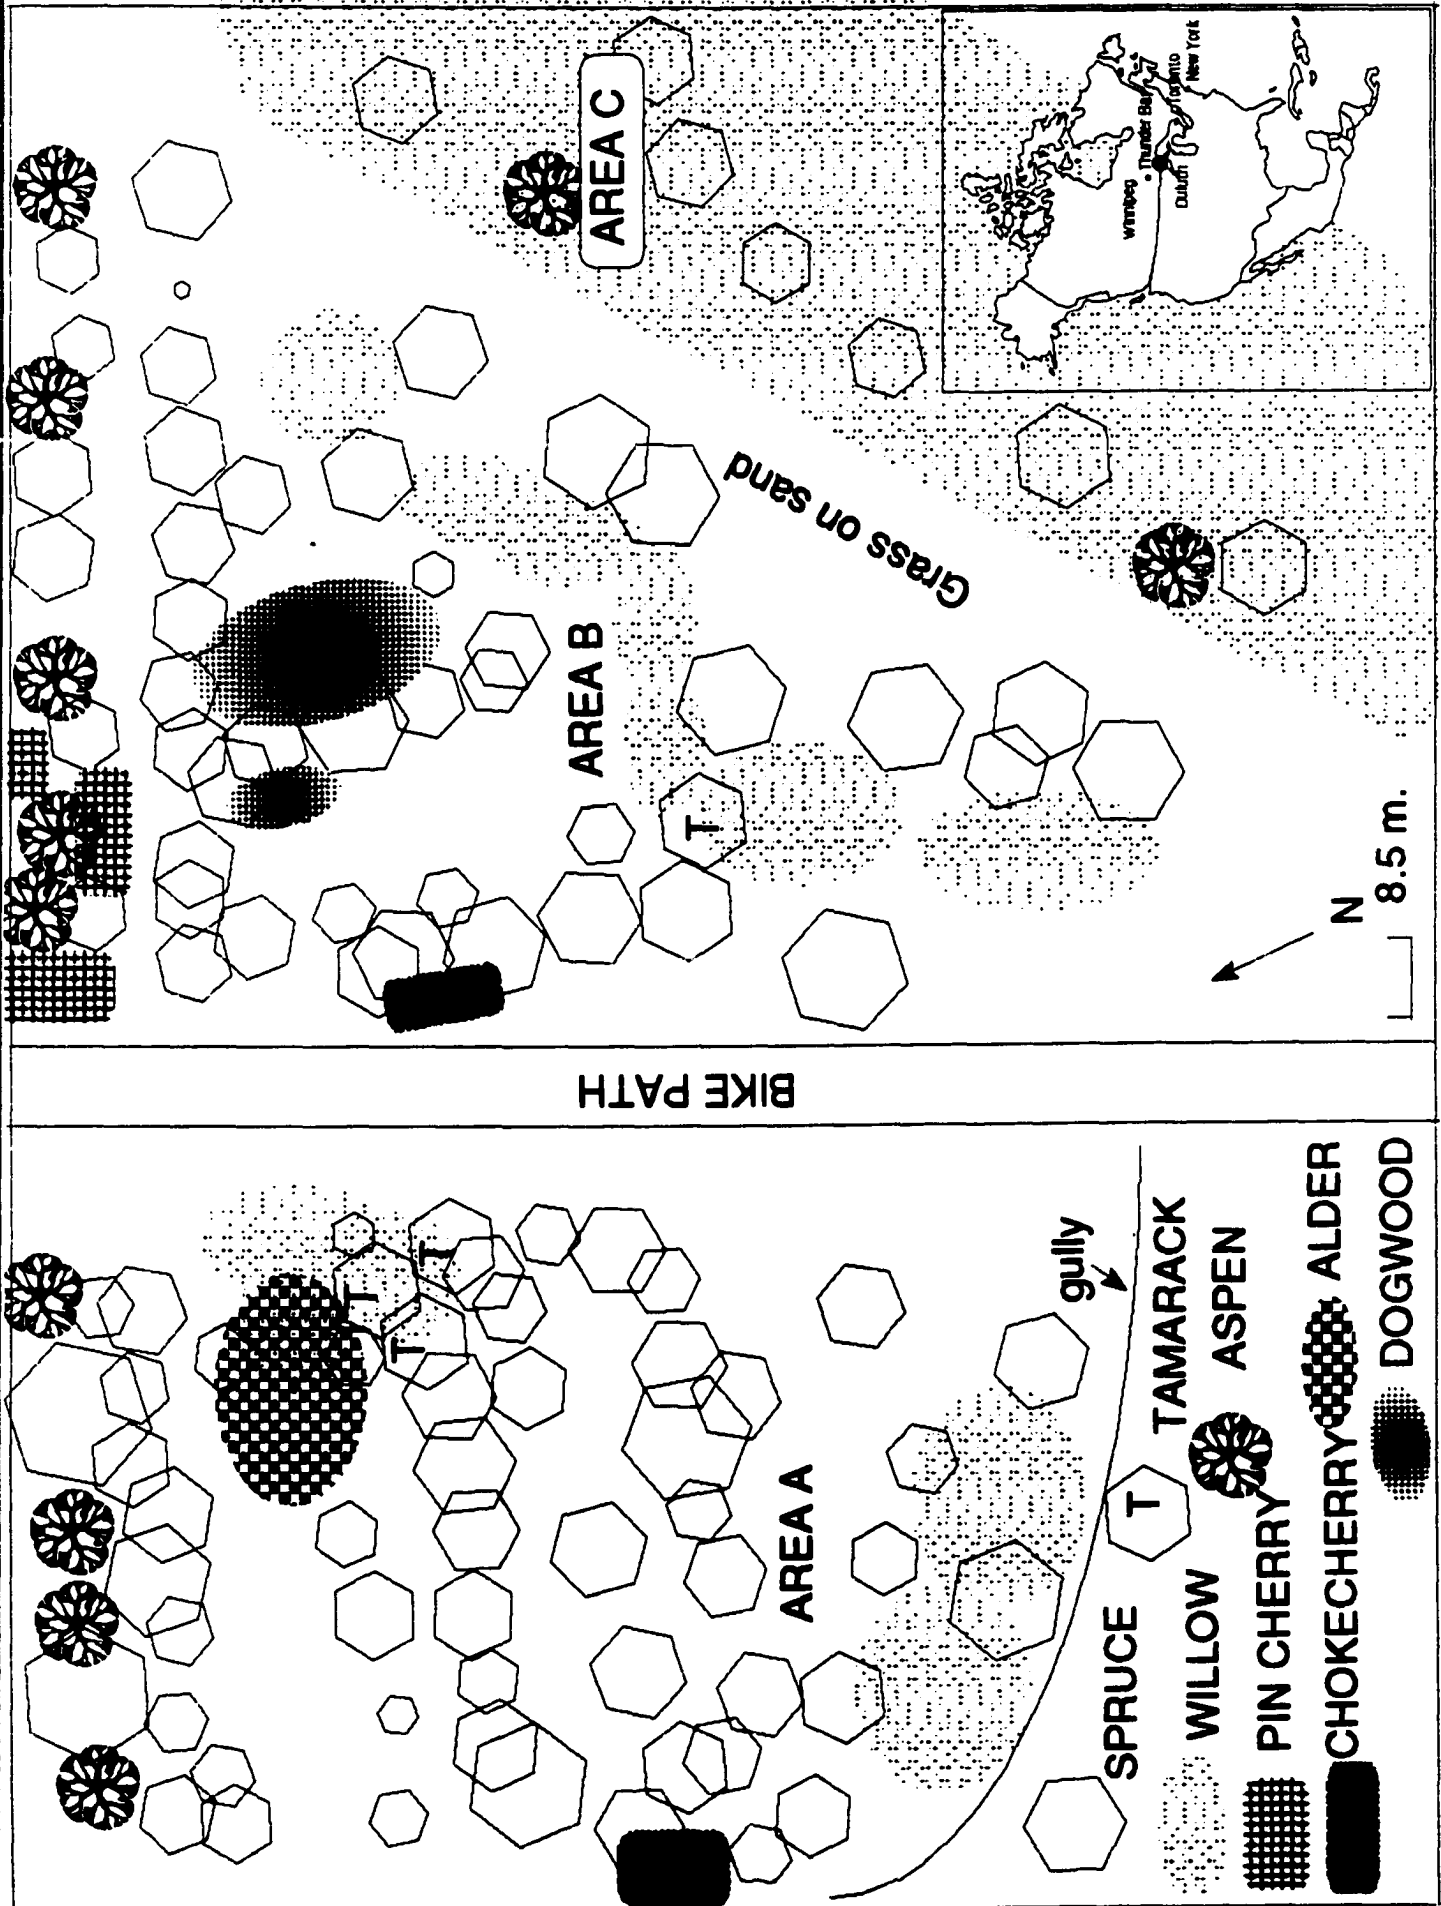 AREA C
Winnipeg
Thunder Bay
Toronto
New York
Duluth
Grass on sand
AREA B
T
N
8.5 m.
BIKE PATH
T
T
T
AREA A
gully
SPRUCE
T
TAMARACK
WILLOW
ASPEN
PIN CHERRY
CHOKECHERRY
ALDER
DOGWOOD